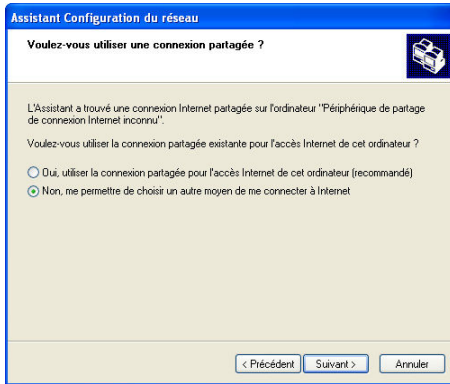 Assistant Configuration du réseau
Voulez-vous utiliser une connexion partagée ?
L'Assistant a trouvé une connexion Internet partagée sur l'ordinateur "Périphérique de partage
de connexion Internet inconnu".
Voulez-vous utiliser la connexion partagée existante pour l'accès Internet de cet ordinateur ?
Oui, utiliser la connexion partagée pour l'accès Internet de cet ordinateur (recommandé)
Non, me permettre de choisir un autre moyen de me connecter à Internet
< Précédent Suivant > Annuler